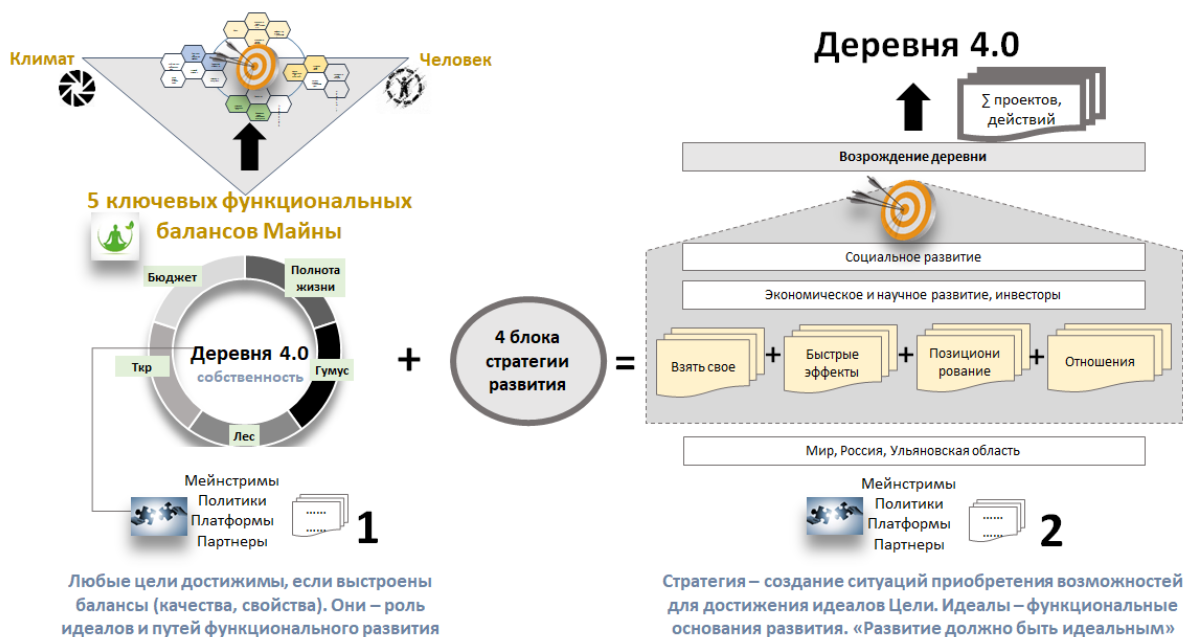 Климат
Человек
5 ключевых функциональных
балансов Майны
Бюджет
Полнота
жизни
Деревня 4.0
собственность
Ткр
Гумус
Лес
Мейнстримы
Политики
Платформы
Партнеры
......
......
1
Любые цели достижимы, если выстроены
балансы (качества, свойства). Они – роль
идеалов и путей функционального развития
+
4 блока
стратегии
развития
=
Деревня 4.0
∑ проектов,
действий
Возрождение деревни
Социальное развитие
Экономическое и научное развитие, инвесторы
Взять свое
+
Быстрые
эффекты
+
Позициони
рование
+
Отношения
Мир, Россия, Ульяновская область
Мейнстримы
Политики
Платформы
Партнеры
......
......
2
Стратегия – создание ситуаций приобретения возможностей
для достижения идеалов Цели. Идеалы – функциональные
основания развития. «Развитие должно быть идеальным»